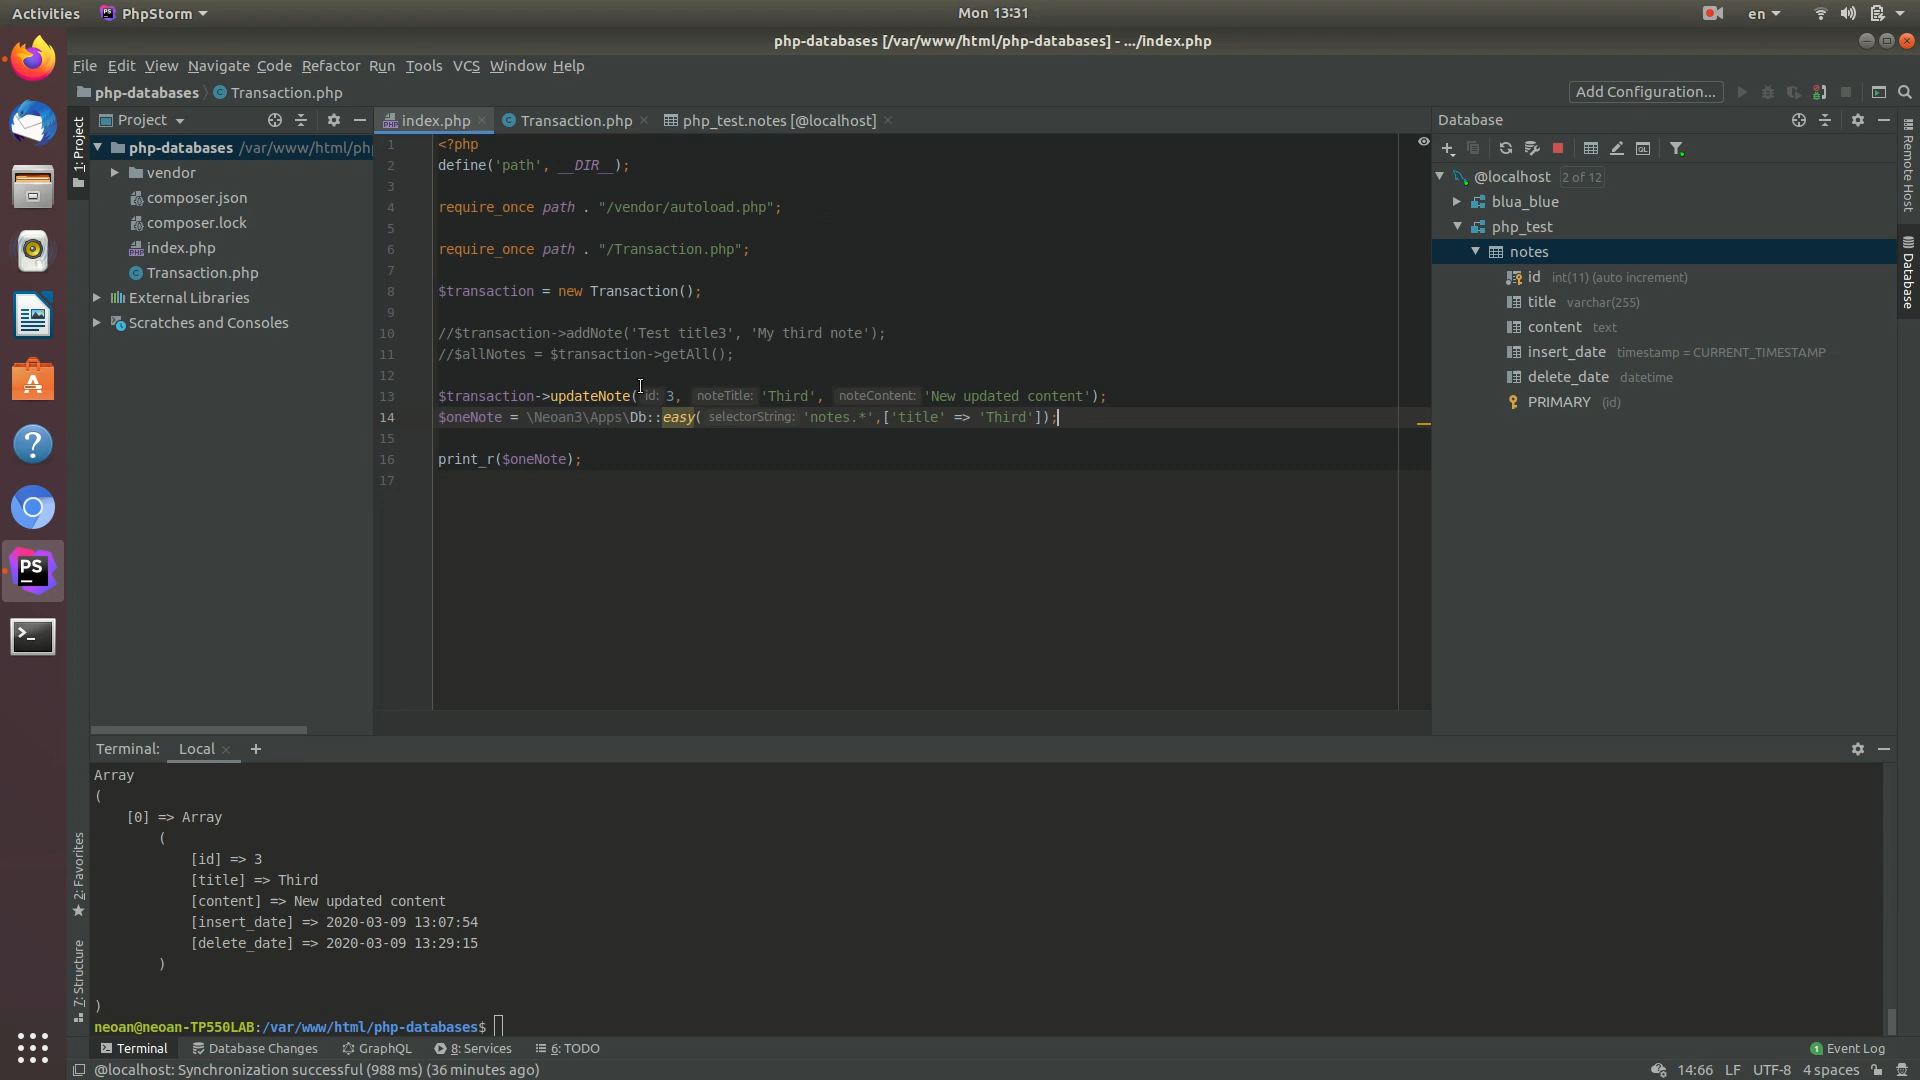 Activities PhpStorm Mon 13:31 en
php-databases [/var/www/html/php-databases] - .../index.php
File Edit View Navigate Code Refactor Run Tools VCS Window Help
php-databases Transaction.php Add Configuration...
1: Project
Project
index.php Transaction.php php_test.notes [@localhost]
Database
php-databases /var/www/html/ph
vendor
composer.json
composer.lock
index.php
Transaction.php
External Libraries
Scratches and Consoles
1 <?php
2 define('path', __DIR__);
3
4 require_once path . "/vendor/autoload.php";
5
6 require_once path . "/Transaction.php";
7
8 $transaction = new Transaction();
9
10 //$transaction->addNote('Test title3', 'My third note');
11 //$allNotes = $transaction->getAll();
12
13 $transaction->updateNote( id: 3, noteTitle: 'Third', noteContent: 'New updated content');
14 $oneNote = \Neoan3\Apps\Db::easy( selectorString: 'notes.*',['title' => 'Third']);
15
16 print_r($oneNote);
17
@localhost 2 of 12
blua_blue
php_test
notes
id int(11) (auto increment)
title varchar(255)
content text
insert_date timestamp = CURRENT_TIMESTAMP
delete_date datetime
PRIMARY (id)
Remote Host
Database
PS
Terminal: Local +
Array
(
[0] => Array
(
[id] => 3
[title] => Third
[content] => New updated content
[insert_date] => 2020-03-09 13:07:54
[delete_date] => 2020-03-09 13:29:15
)
)
neoan@neoan-TP550LAB:/var/www/html/php-databases$
2: Favorites
7: Structure
Terminal Database Changes GraphQL 8: Services 6: TODO 1 Event Log
@localhost: Synchronization successful (988 ms) (36 minutes ago) 14:66 LF UTF-8 4 spaces